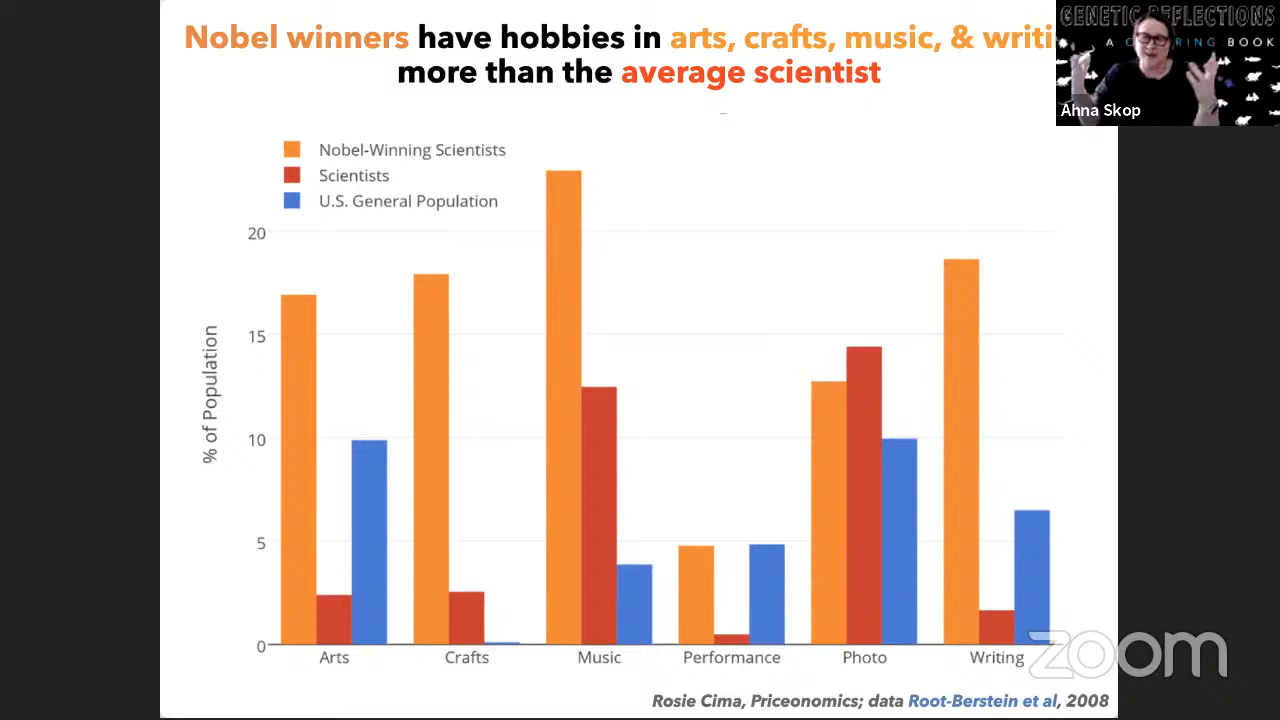 Nobel winners have hobbies in arts, crafts, music, & writi
more than the average scientist
GENETIC REFLECTIONS
A COLORING BOOK
Ahna Skop
Nobel-Winning Scientists
Scientists
U.S. General Population
% of Population
20
15
10
5
0
Arts
Crafts
Music
Performance
Photo
Writing
zoom
Rosie Cima, Priceonomics; data Root-Berstein et al, 2008